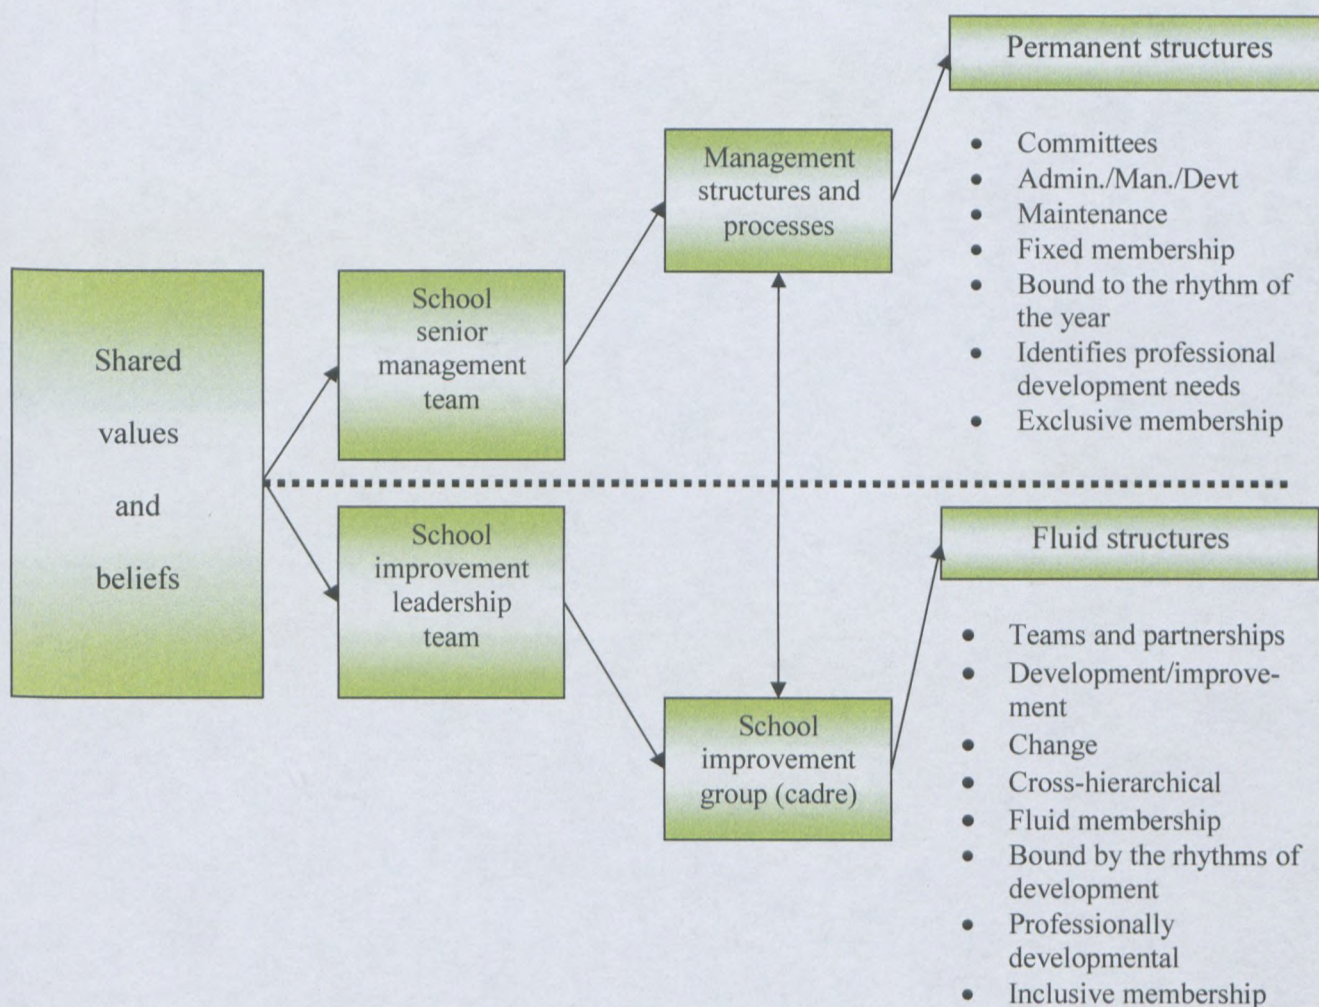 Shared
values
and
beliefs
School
senior
management
team
School
improvement
leadership
team
Management
structures and
processes
School
improvement
group (cadre)
Permanent structures
• Committees
• Admin./Man./Devt
• Maintenance
• Fixed membership
• Bound to the rhythm of
the year
• Identifies professional
development needs
• Exclusive membership
Fluid structures
• Teams and partnerships
• Development/improve-
ment
• Change
• Cross-hierarchical
• Fluid membership
• Bound by the rhythms of
development
• Professionally
developmental
• Inclusive membership